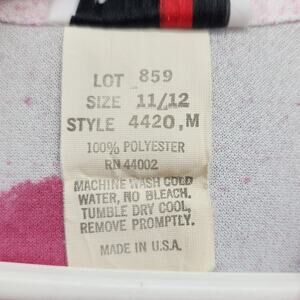 LOT 859
SIZE 11/12
STYLE 4420,M
100% POLYESTER
RN 44002
MACHINE WASH COLD
WATER, NO BLEACH.
TUMBLE DRY COOL,
REMOVE PROMPTLY.
MADE IN U.S.A.